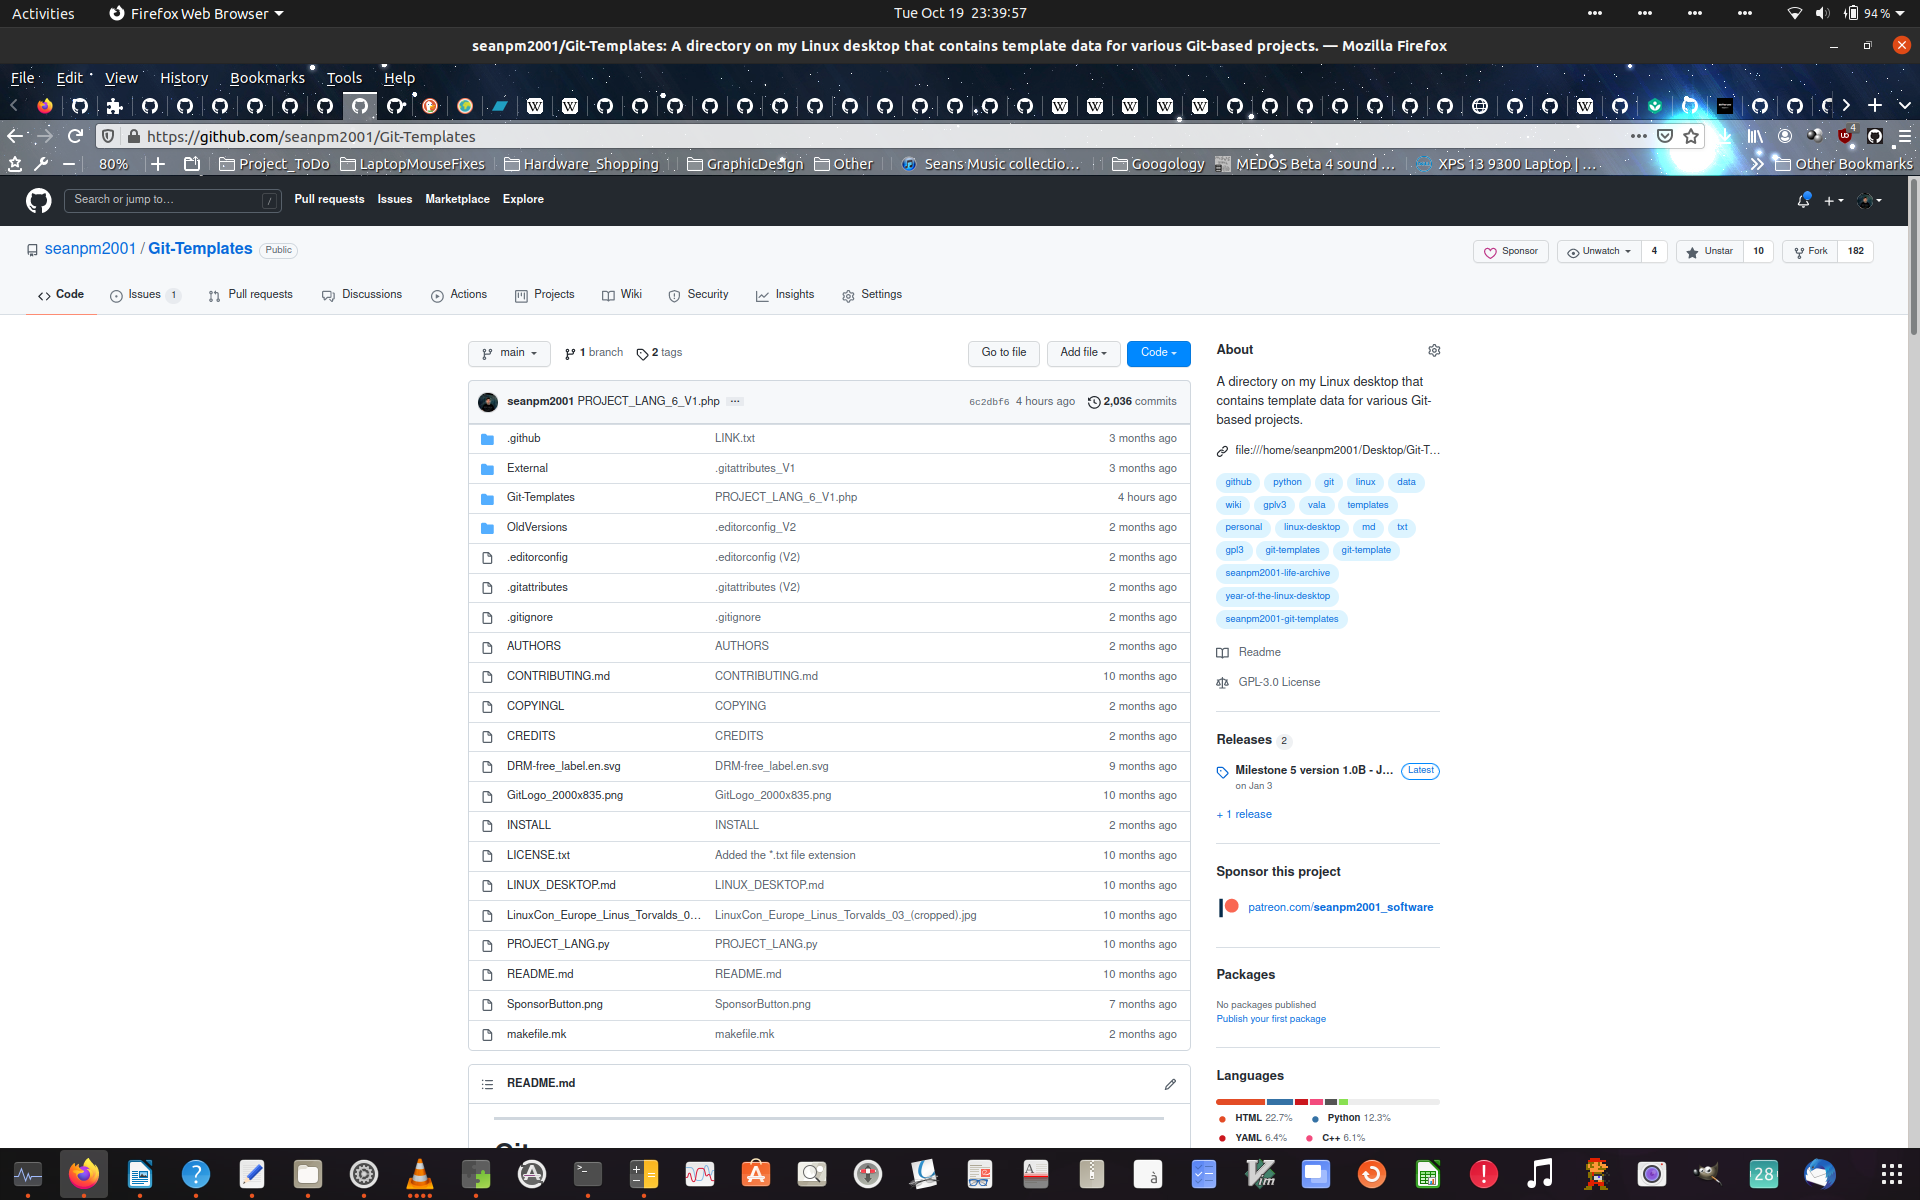 Activities
Firefox Web Browser
Tue Oct 19 23:39:57
94 %
seanpm2001/Git-Templates: A directory on my Linux desktop that contains template data for various Git-based projects. — Mozilla Firefox
File Edit View History Bookmarks Tools Help
https://github.com/seanpm2001/Git-Templates
4
80%
Project_ToDo
LaptopMouseFixes
Hardware_Shopping
GraphicDesign
Other
Seans Music collectio…
Googology
MEDOS Beta 4 sound …
XPS 13 9300 Laptop | …
Other Bookmarks
Search or jump to…
/
Pull requests Issues Marketplace Explore
seanpm2001 / Git-Templates Public
Sponsor
Unwatch 4
Unstar 10
Fork 182
Code Issues 1 Pull requests Discussions Actions Projects Wiki Security Insights Settings
main 1 branch 2 tags Go to file Add file Code
seanpm2001 PROJECT_LANG_6_V1.php ... 6c2dbf6 4 hours ago 2,036 commits
.github LINK.txt 3 months ago
External .gitattributes_V1 3 months ago
Git-Templates PROJECT_LANG_6_V1.php 4 hours ago
OldVersions .editorconfig_V2 2 months ago
.editorconfig .editorconfig (V2) 2 months ago
.gitattributes .gitattributes (V2) 2 months ago
.gitignore .gitignore 2 months ago
AUTHORS AUTHORS 2 months ago
CONTRIBUTING.md CONTRIBUTING.md 10 months ago
COPYINGL COPYING 2 months ago
CREDITS CREDITS 2 months ago
DRM-free_label.en.svg DRM-free_label.en.svg 9 months ago
GitLogo_2000x835.png GitLogo_2000x835.png 10 months ago
INSTALL INSTALL 2 months ago
LICENSE.txt Added the *.txt file extension 10 months ago
LINUX_DESKTOP.md LINUX_DESKTOP.md 10 months ago
LinuxCon_Europe_Linus_Torvalds_0… LinuxCon_Europe_Linus_Torvalds_03_(cropped).jpg 10 months ago
PROJECT_LANG.py PROJECT_LANG.py 10 months ago
README.md README.md 10 months ago
SponsorButton.png SponsorButton.png 7 months ago
makefile.mk makefile.mk 2 months ago
README.md
About
A directory on my Linux desktop that
contains template data for various Git-
based projects.
file:///home/seanpm2001/Desktop/Git-T…
github python git linux data
wiki gplv3 vala templates
personal linux-desktop md txt
gpl3 git-templates git-template
seanpm2001-life-archive
year-of-the-linux-desktop
seanpm2001-git-templates
Readme
GPL-3.0 License
Releases 2
Milestone 5 version 1.0B - J… Latest
on Jan 3
+ 1 release
Sponsor this project
patreon.com/seanpm2001_software
Packages
No packages published
Publish your first package
Languages
HTML 22.7% Python 12.3%
YAML 6.4% C++ 6.1%
28